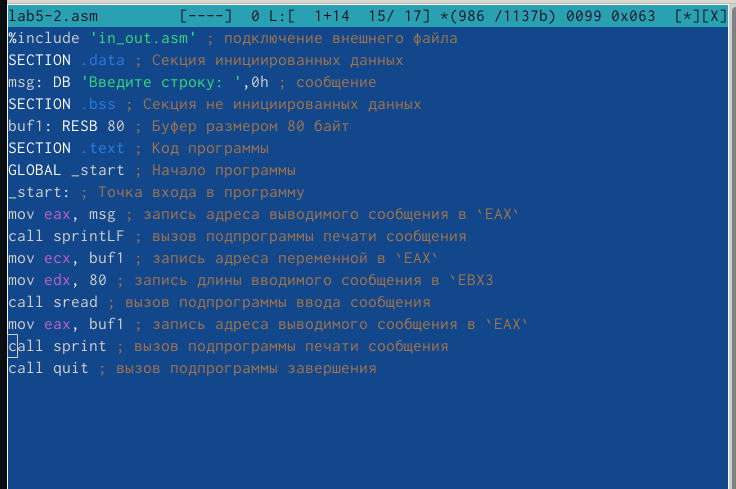 lab5-2.asm [----] 0 L:[ 1+14 15/ 17] *(986 /1137b) 0099 0x063 [*][X]
%include 'in_out.asm' ; подключение внешнего файла
SECTION .data ; Секция инициированных данных
msg: DB 'Введите строку: ',0h ; сообщение
SECTION .bss ; Секция не инициированных данных
buf1: RESB 80 ; Буфер размером 80 байт
SECTION .text ; Код программы
GLOBAL _start ; Начало программы
_start: ; Точка входа в программу
mov eax, msg ; запись адреса выводимого сообщения в `EAX`
call sprintLF ; вызов подпрограммы печати сообщения
mov ecx, buf1 ; запись адреса переменной в `EAX`
mov edx, 80 ; запись длины вводимого сообщения в `EBX3
call sread ; вызов подпрограммы ввода сообщения
mov eax, buf1 ; запись адреса выводимого сообщения в `EAX`
call sprint ; вызов подпрограммы печати сообщения
call quit ; вызов подпрограммы завершения